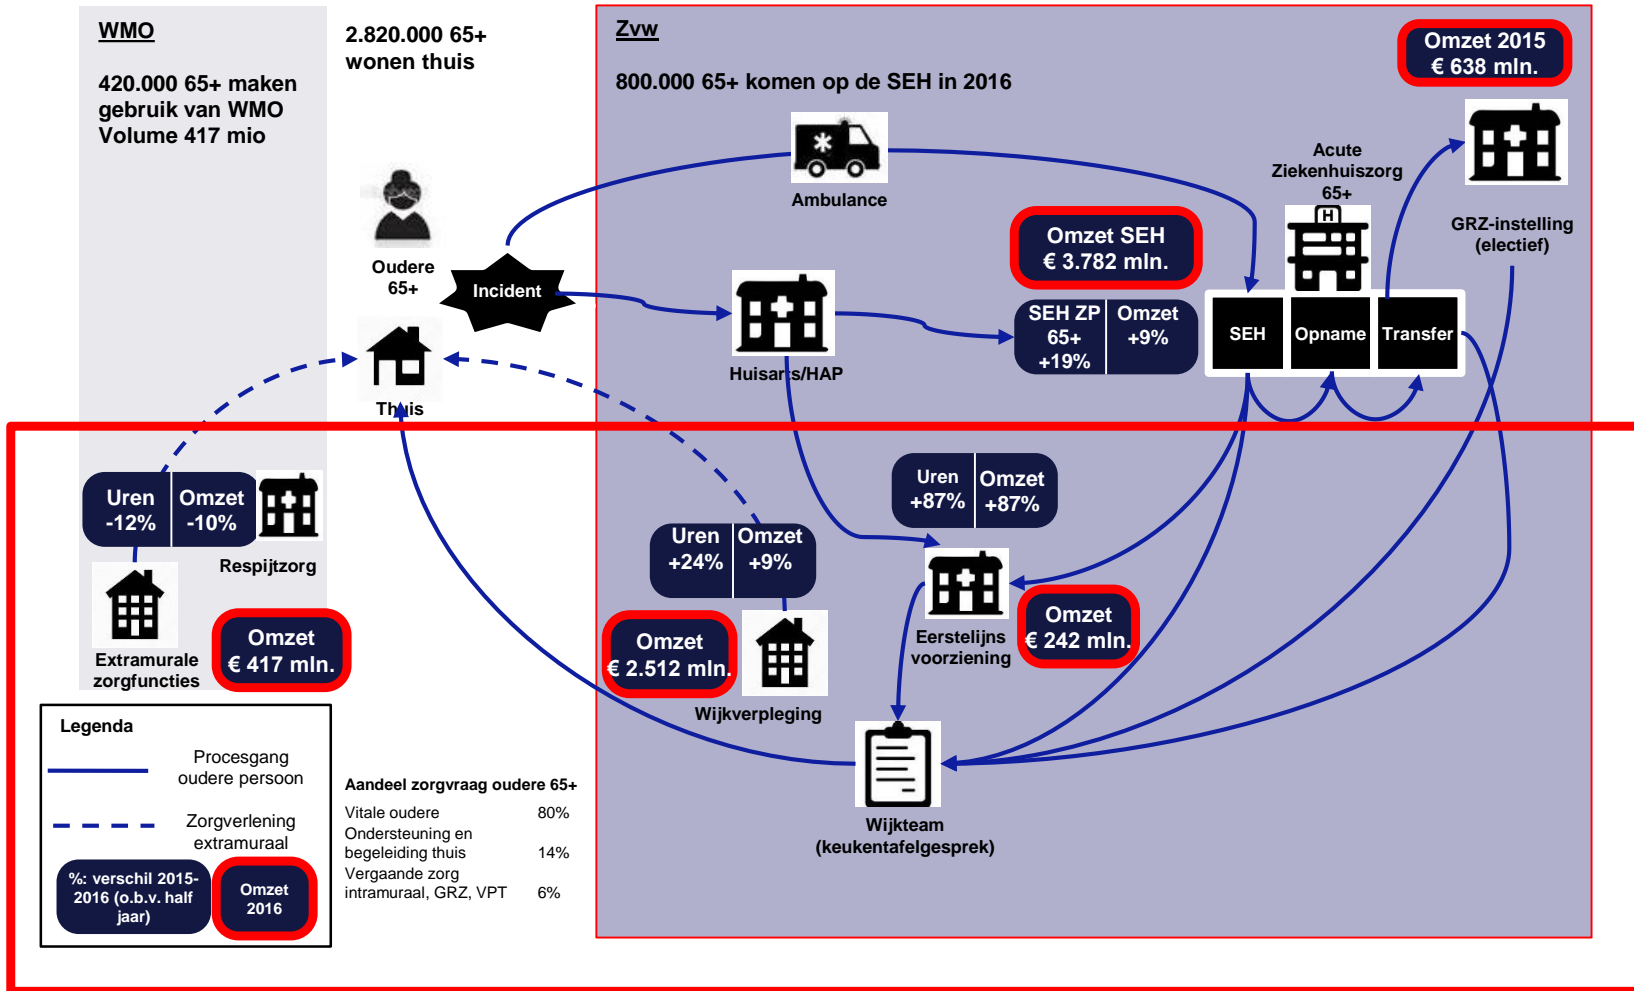 WMO
420.000 65+ maken
gebruik van WMO
Volume 417 mio
2.820.000 65+
wonen thuis
Zvw
800.000 65+ komen op de SEH in 2016
Omzet 2015
€ 638 mln.
Ambulance
Acute
Ziekenhuiszorg
65+
H
GRZ-instelling
(electief)
Oudere
65+
Incident
Omzet SEH
€ 3.782 mln.
SEH ZP
65+
+19%
Omzet
+9%
SEH
Opname
Transfer
Huisarts/HAP
Thuis
Uren
-12%
Omzet
-10%
Respijtzorg
Extramurale
zorgfuncties
Omzet
€ 417 mln.
Uren
+87%
Omzet
+87%
Uren
+24%
Omzet
+9%
Omzet
€ 2.512 mln.
Wijkverpleging
Eerstelijns
voorziening
Omzet
€ 242 mln.
Wijkteam
(keukentafelgesprek)
Legenda
Procesgang
oudere persoon
Zorgverlening
extramuraal
%: verschil 2015-
2016 (o.b.v. half
jaar)
Omzet
2016
Aandeel zorgvraag oudere 65+
Vitale oudere 80%
Ondersteuning en
begeleiding thuis 14%
Vergaande zorg
intramuraal, GRZ, VPT 6%